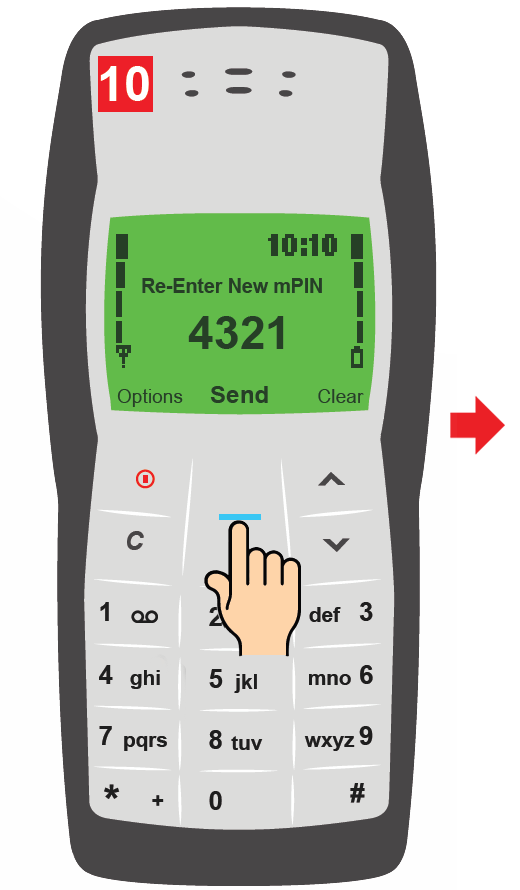 10
10:10
Re-Enter New mPIN
4321
Options Send Clear
C
1 2 def 3
4 ghi 5 jkl mno 6
7 pqrs 8 tuv wxyz 9
* + 0 #